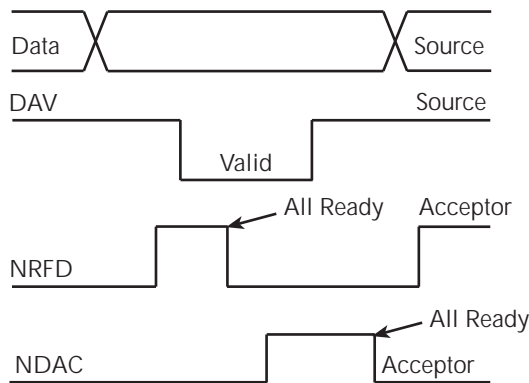 Data Source
DAV Source
Valid
All Ready Acceptor
NRFD
All Ready
NDAC Acceptor